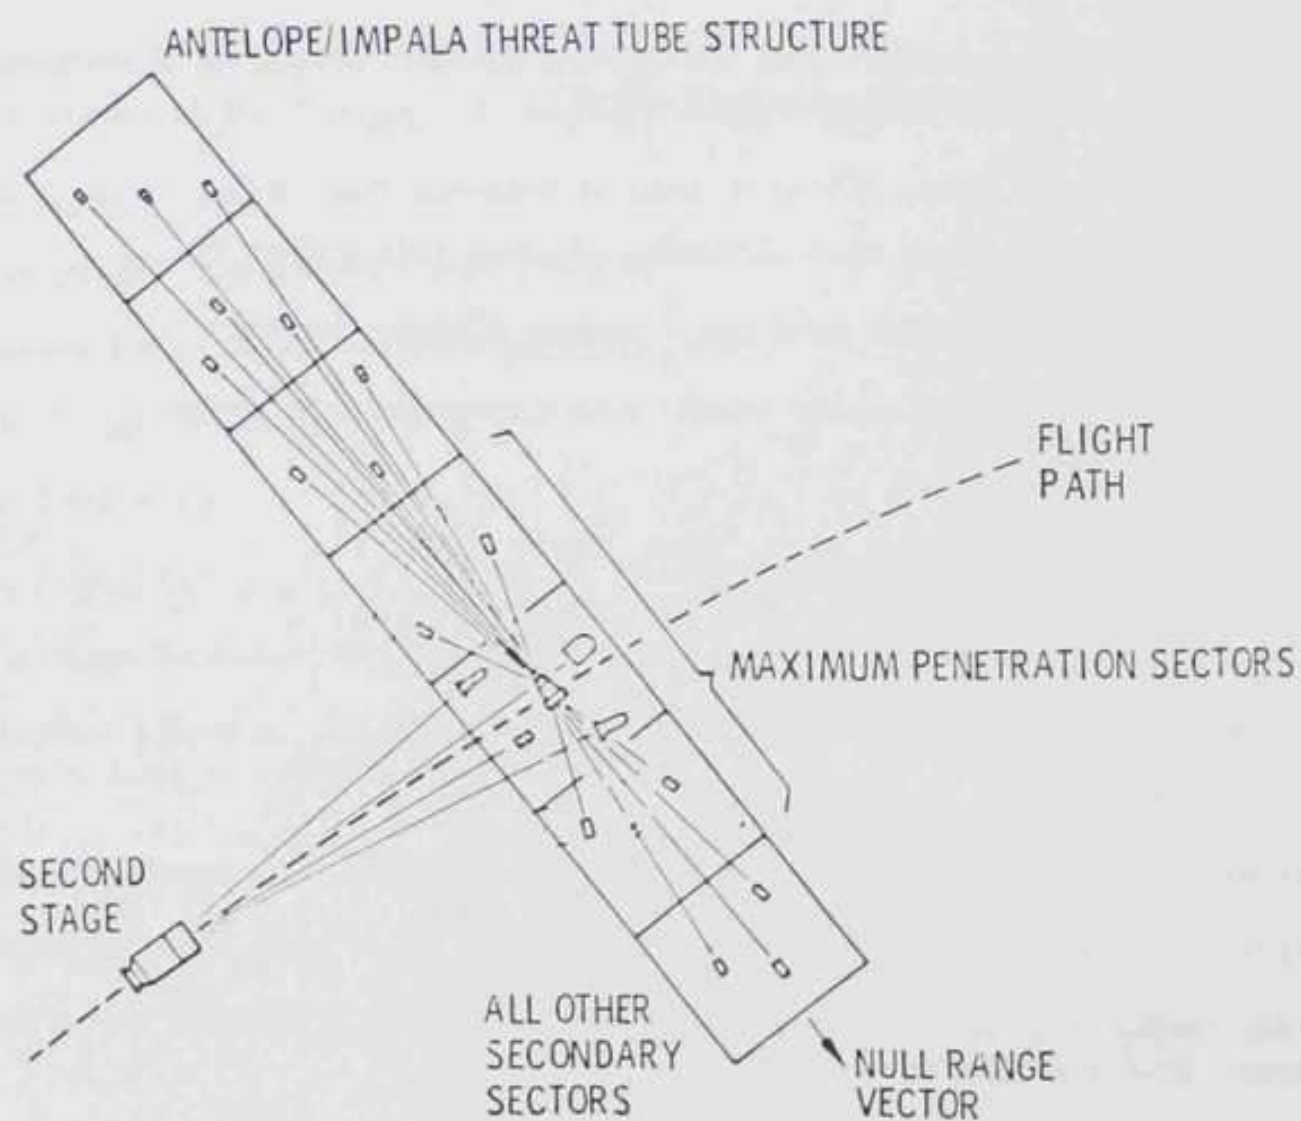 ANTELOPE/IMPALA THREAT TUBE STRUCTURE
FLIGHT
PATH
MAXIMUM PENETRATION SECTORS
SECOND
STAGE
ALL OTHER
SECONDARY
SECTORS
NULL RANGE
VECTOR